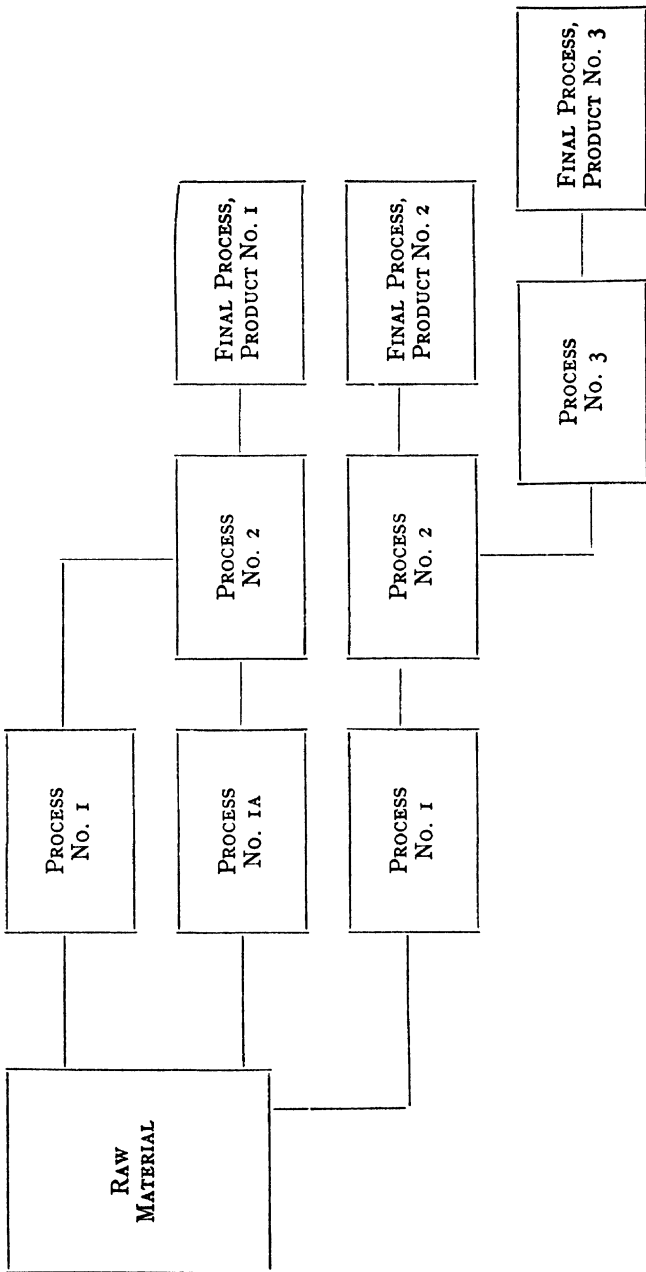 Raw
Material
Process
No. 1
Process
No. 1A
Process
No. 1
Process
No. 2
Process
No. 2
Process
No. 3
Final Process,
Product No. 1
Final Process,
Product No. 2
Final Process,
Product No. 3